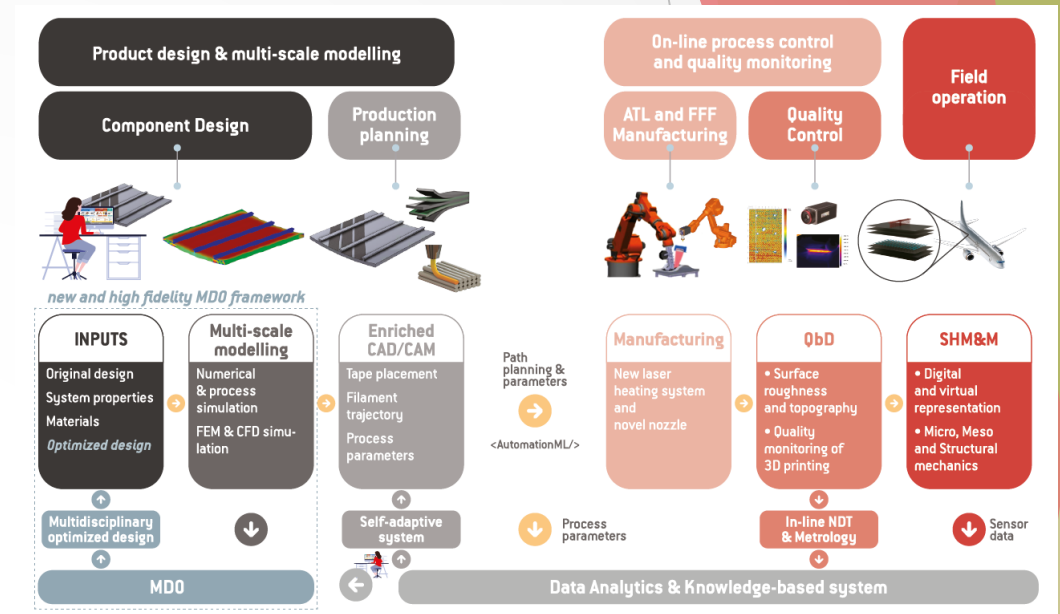 Product design & multi-scale modelling
On-line process control
and quality monitoring
Field
operation
Component Design
Production
planning
ATL and FFF
Manufacturing
Quality
Control
new and high fidelity MDO framework
INPUTS
Original design
System properties
Materials
Optimized design
Multi-scale
modelling
Numerical
& process
simulation
FEM & CFD simu-
lation
Enriched
CAD/CAM
Tape placement
Filament
trajectory
Process
parameters
Path
planning &
parameters
<AutomationML/>
Manufacturing
New laser
heating system
and
novel nozzle
QbD
• Surface
roughness
and topography
• Quality
monitoring of
3D printing
SHM&M
• Digital
and virtual
representation
• Micro, Meso
and Structural
mechanics
Multidisciplinary
optimized design
Self-adaptive
system
Process
parameters
In-line NDT
& Metrology
Sensor
data
MDO
Data Analytics & Knowledge-based system